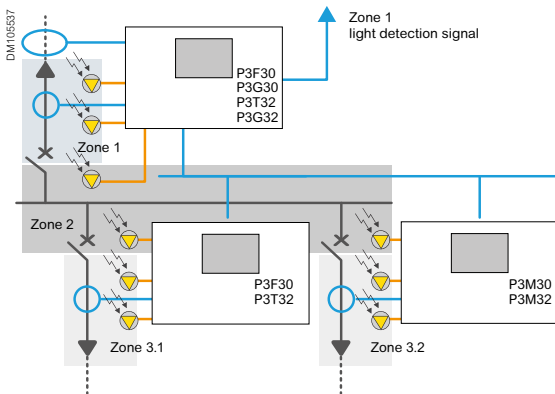 DM105537
Zone 1
light detection signal
P3F30
P3G30
P3T32
P3G32
Zone 1
Zone 2
P3F30
P3T32
P3M30
P3M32
Zone 3.1
Zone 3.2